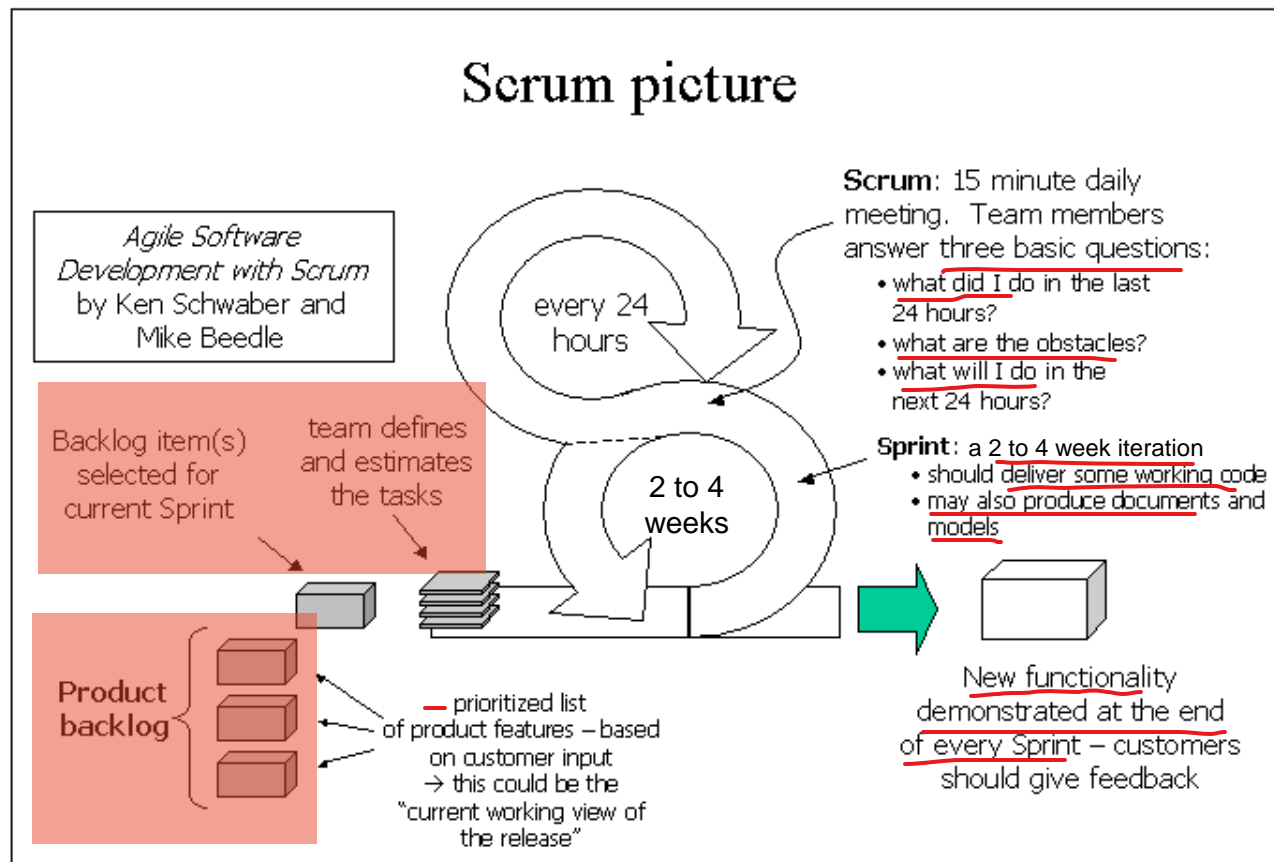 Scrum picture
Agile Software
Development with Scrum
by Ken Schwaber and
Mike Beedle
every 24
hours
Scrum: 15 minute daily
meeting. Team members
answer three basic questions:
• what did I do in the last
24 hours?
• what are the obstacles?
• what will I do in the
next 24 hours?
Backlog item(s)
selected for
current Sprint
team defines
and estimates
the tasks
2 to 4
weeks
Sprint: a 2 to 4 week iteration
• should deliver some working code
• may also produce documents and
models
Product
backlog
prioritized list
of product features – based
on customer input
→ this could be the
“current working view of
the release”
New functionality
demonstrated at the end
of every Sprint – customers
should give feedback